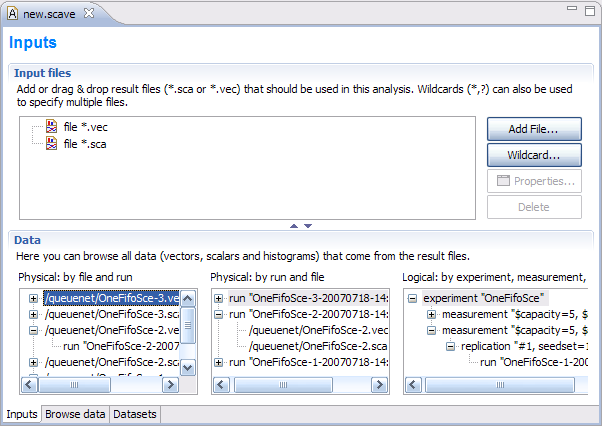 new.scave
Inputs
Input files
Add or drag & drop result files (*.sca or *.vec) that should be used in this analysis. Wildcards (*,?) can also be used
to specify multiple files.
file *.vec
file *.sca
Add File...
Wildcard...
Properties...
Delete
Data
Here you can browse all data (vectors, scalars and histograms) that come from the result files.
Physical: by file and run
/queuenet/OneFifoSce-3.ve
/queuenet/OneFifoSce-3.sca
/queuenet/OneFifoSce-2.vec
run "OneFifoSce-2-2007
/queuenet/OneFifoSce-2.sca
/queuenet/OneFifoSce-1
Physical: by run and file
run "OneFifoSce-3-20070718-14:
run "OneFifoSce-2-20070718-14:
/queuenet/OneFifoSce-2.vec
/queuenet/OneFifoSce-2.sca
run "OneFifoSce-1-20070718-14:
Logical: by experiment, measurement,
experiment "OneFifoSce"
measurement "$capacity=5, $
measurement "$capacity=5, $
replication "#1, seedset=1
run "OneFifoSce-1-200
Inputs Browse data Datasets